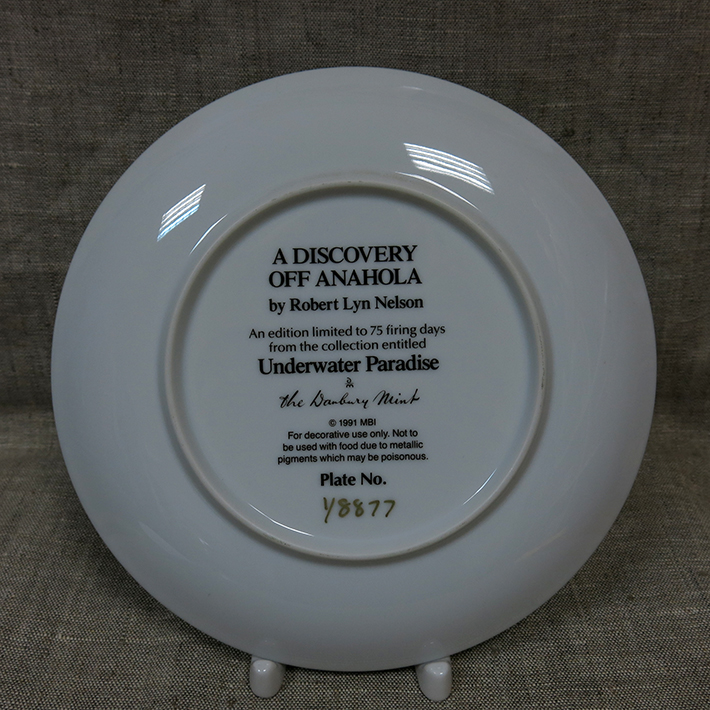 A DISCOVERY
OFF ANAHOLA
by Robert Lyn Nelson
An edition limited to 75 firing days
from the collection entitled
Underwater Paradise
the Danbury Mint
© 1991 MBI
For decorative use only. Not to
be used with food due to metallic
pigments which may be poisonous.
Plate No.
Y8877